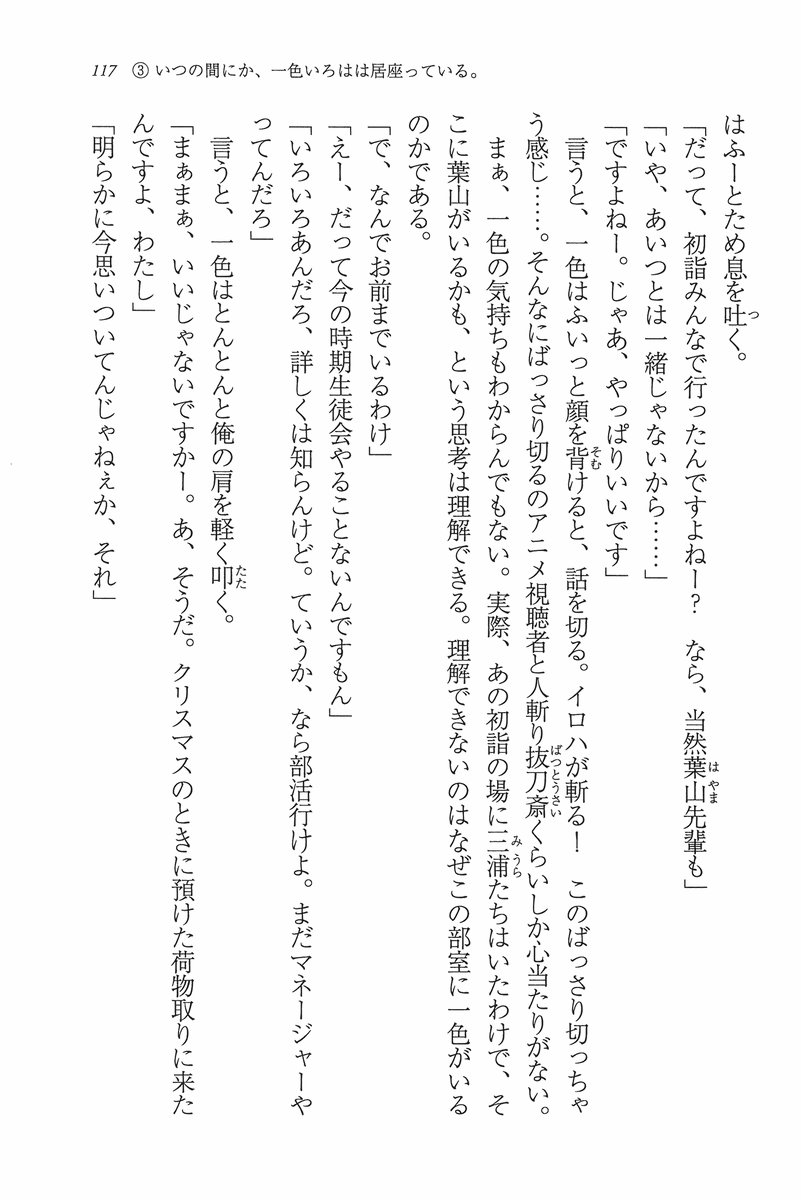 117　③ いつの間にか、一色いろはは居座っている。
はふーとため息を吐く。
「だって、初詣みんなで行ったんですよねー？　なら、当然葉山先輩も」
「いや、あいつとは一緒じゃないから……」
「ですよねー。じゃあ、やっぱりいいです」
　言うと、一色はふいっと顔を背けると、話を切る。イロハが斬る！　このばっさり切っちゃ
う感じ……。そんなにばっさり切るのアニメ視聴者と人斬り抜刀斎くらいしか心当たりがない。
　まぁ、一色の気持ちもわからんでもない。実際、あの初詣の場に三浦たちはいたわけで、そ
こに葉山がいるかも、という思考は理解できる。理解できないのはなぜこの部室に一色がいる
のかである。
「で、なんでお前までいるわけ」
「えー、だって今の時期生徒会やることないんですもん」
「いろいろあんだろ、詳しくは知らんけど。ていうか、なら部活行けよ。まだマネージャーや
ってんだろ」
　言うと、一色はとんとんと俺の肩を軽く叩く。
「まぁまぁ、いいじゃないですかー。あ、そうだ。クリスマスのときに預けた荷物取りに来た
んですよ、わたし」
「明らかに今思いついてんじゃねぇか、それ」